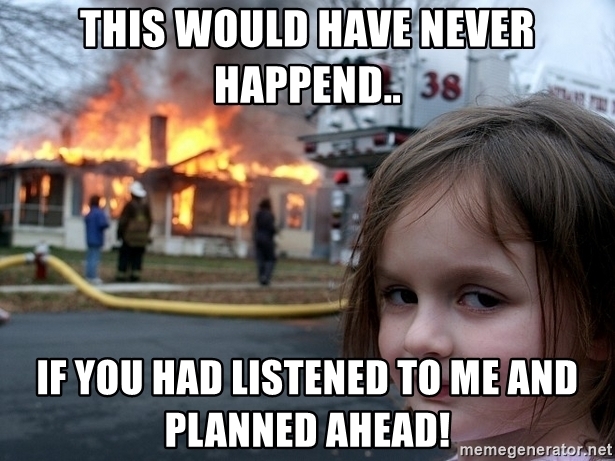 THIS WOULD HAVE NEVER
HAPPEND..
38
IF YOU HAD LISTENED TO ME AND
PLANNED AHEAD!
memegenerator.net